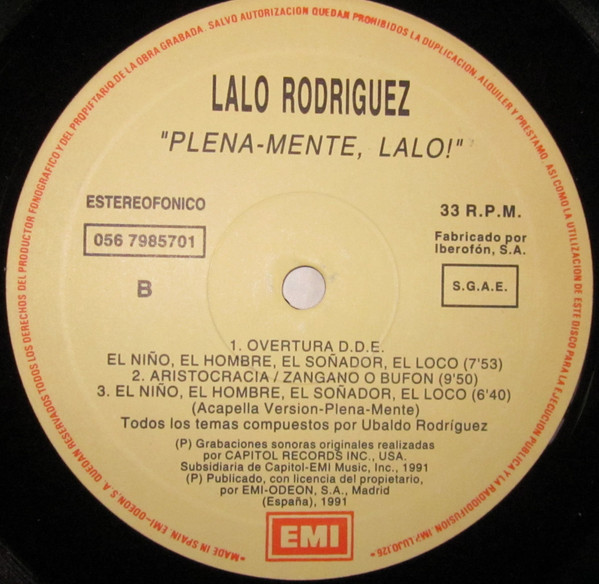 LALO RODRIGUEZ
"PLENA-MENTE, LALO!"
ESTEREOFONICO
056 7985701
B
33 R.P.M.
Fabricado por
Iberofón, S.A.
S.G.A.E.
1. OVERTURA D.D.E.
EL NIÑO, EL HOMBRE, EL SOÑADOR, EL LOCO (7'53)
2. ARISTOCRACIA / ZANGANO O BUFON (9'50)
3. EL NIÑO, EL HOMBRE, EL SOÑADOR, EL LOCO (6'40)
(Acapella Version-Plena-Mente)
Todos los temas compuestos por Ubaldo Rodríguez
(P) Grabaciones sonoras originales realizadas
por CAPITOL RECORDS INC., USA.
Subsidiaria de Capitol-EMI Music, Inc., 1991
(P) Publicado, con licencia del propietario,
por EMI-ODEON, S.A., Madrid
(España), 1991
EMI
*MADE IN SPAIN. EMI-ODEON, S.A. QUEDAN RESERVADOS TODOS LOS DERECHOS DEL PRODUCTOR FONOGRAFICO Y DEL PROPIETARIO DE LA OBRA GRABADA. SALVO AUTORIZACION QUEDAN PROHIBIDOS LA DUPLICACION, ALQUILER Y PRESTAMO, ASI COMO LA UTILIZACION DE ESTE DISCO PARA LA EJECUCION PUBLICA Y LA RADIODIFUSION. IMP. LUJO, 126*